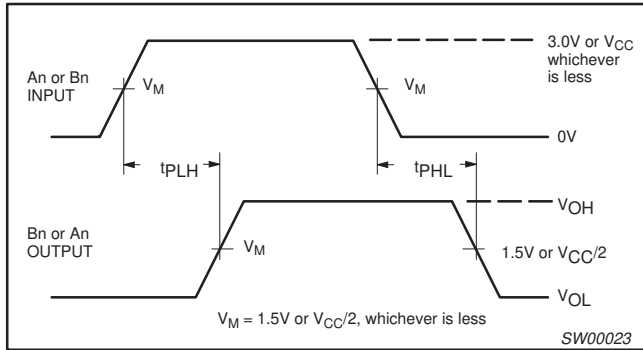 An or Bn
INPUT
VM
VM
3.0V or VCC
whichever
is less
0V
tPLH
tPHL
Bn or An
OUTPUT
VM
VOH
1.5V or VCC/2
VOL
VM = 1.5V or VCC/2, whichever is less
SW00023